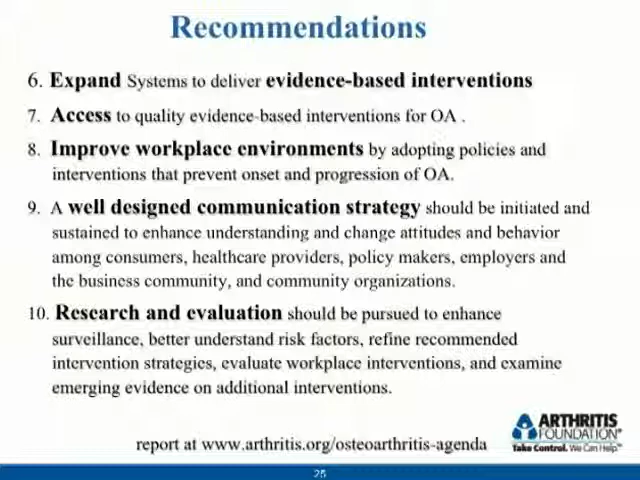 Recommendations
6. Expand Systems to deliver evidence-based interventions
7. Access to quality evidence-based interventions for OA .
8. Improve workplace environments by adopting policies and
interventions that prevent onset and progression of OA.
9. A well designed communication strategy should be initiated and
sustained to enhance understanding and change attitudes and behavior
among consumers, healthcare providers, policy makers, employers and
the business community, and community organizations.
10. Research and evaluation should be pursued to enhance
surveillance, better understand risk factors, refine recommended
intervention strategies, evaluate workplace interventions, and examine
emerging evidence on additional interventions.
ARTHRITIS
FOUNDATION®
Take Control. We Can Help.™
report at www.arthritis.org/osteoarthritis-agenda